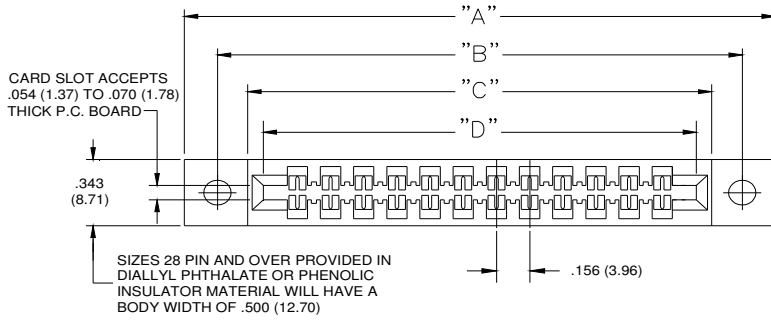 "A"
"B"
CARD SLOT ACCEPTS
.054 (1.37) TO .070 (1.78)
THICK P.C. BOARD
"C"
"D"
.343
(8.71)
SIZES 28 PIN AND OVER PROVIDED IN
DIALLYL PHTHALATE OR PHENOLIC
INSULATOR MATERIAL WILL HAVE A
BODY WIDTH OF .500 (12.70)
.156 (3.96)